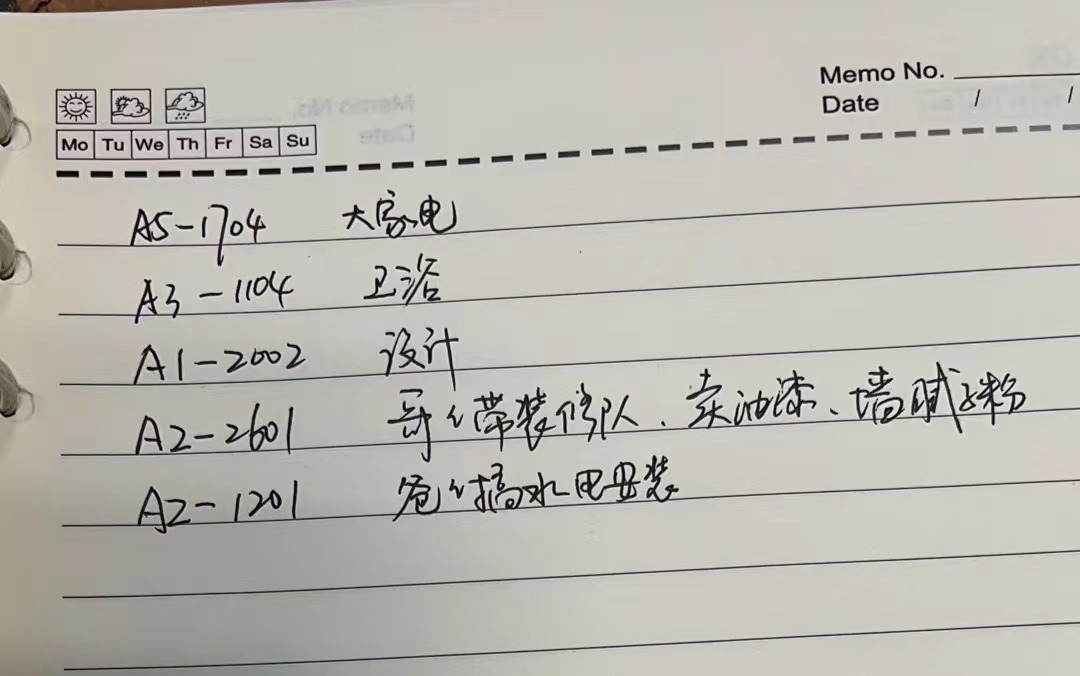 Memo No.
Date / /
Mo Tu We Th Fr Sa Su
A5-1704 大家电
A3-1104 卫浴
A1-2002 设计
A2-2601 哥々带装修队、卖油漆、墙腻子粉
A2-1201 爸々搞水电安装